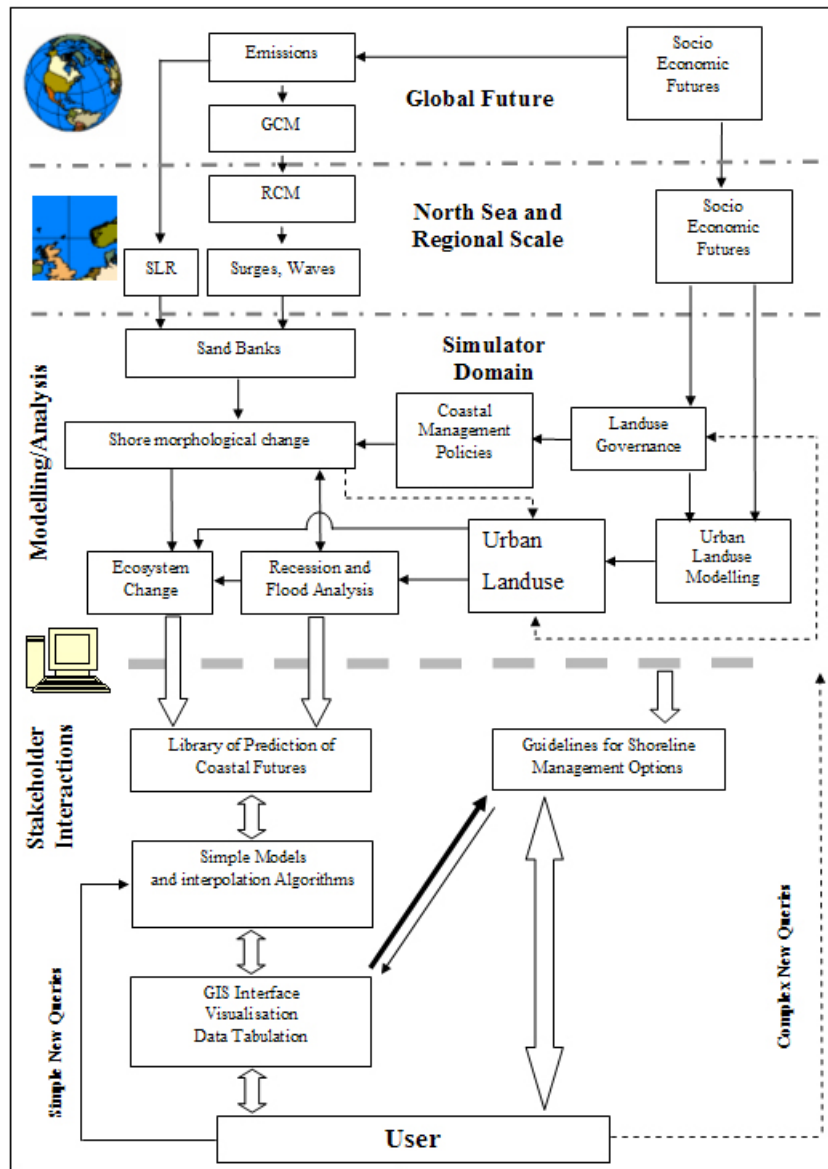 Emissions
Socio
Economic
Futures
Global Future
GCM
RCM
North Sea and
Regional Scale
Socio
Economic
Futures
SLR
Surges, Waves
Sand Banks
Simulator
Domain
Modelling/Analysis
Shore morphological change
Coastal
Management
Policies
Landuse
Governance
Ecosystem
Change
Recession and
Flood Analysis
Urban
Landuse
Urban
Landuse
Modelling
Stakeholder
Interactions
Library of Prediction of
Coastal Futures
Guidelines for Shoreline
Management Options
Simple Models
and interpolation Algorithms
GIS Interface
Visualisation
Data Tabulation
Simple New Queries
Complex New Queries
User